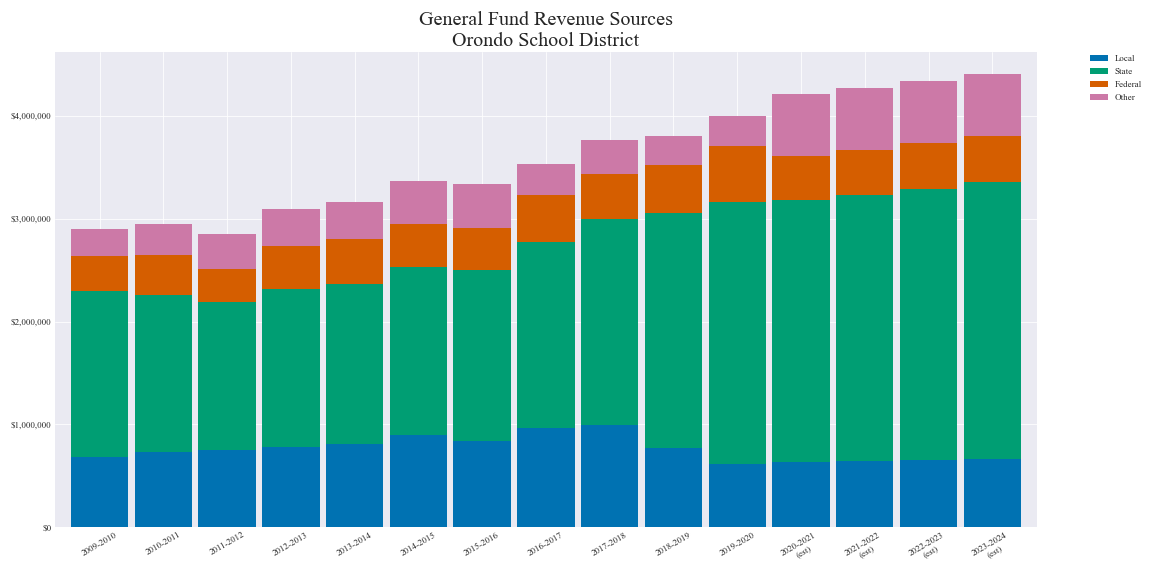 General Fund Revenue Sources
Orondo School District
Local
State
Federal
Other
$4,000,000
$3,000,000
$2,000,000
$1,000,000
$0
2009-2010
2010-2011
2011-2012
2012-2013
2013-2014
2014-2015
2015-2016
2016-2017
2017-2018
2018-2019
2019-2020
2020-2021
(est)
2021-2022
(est)
2022-2023
(est)
2023-2024
(est)